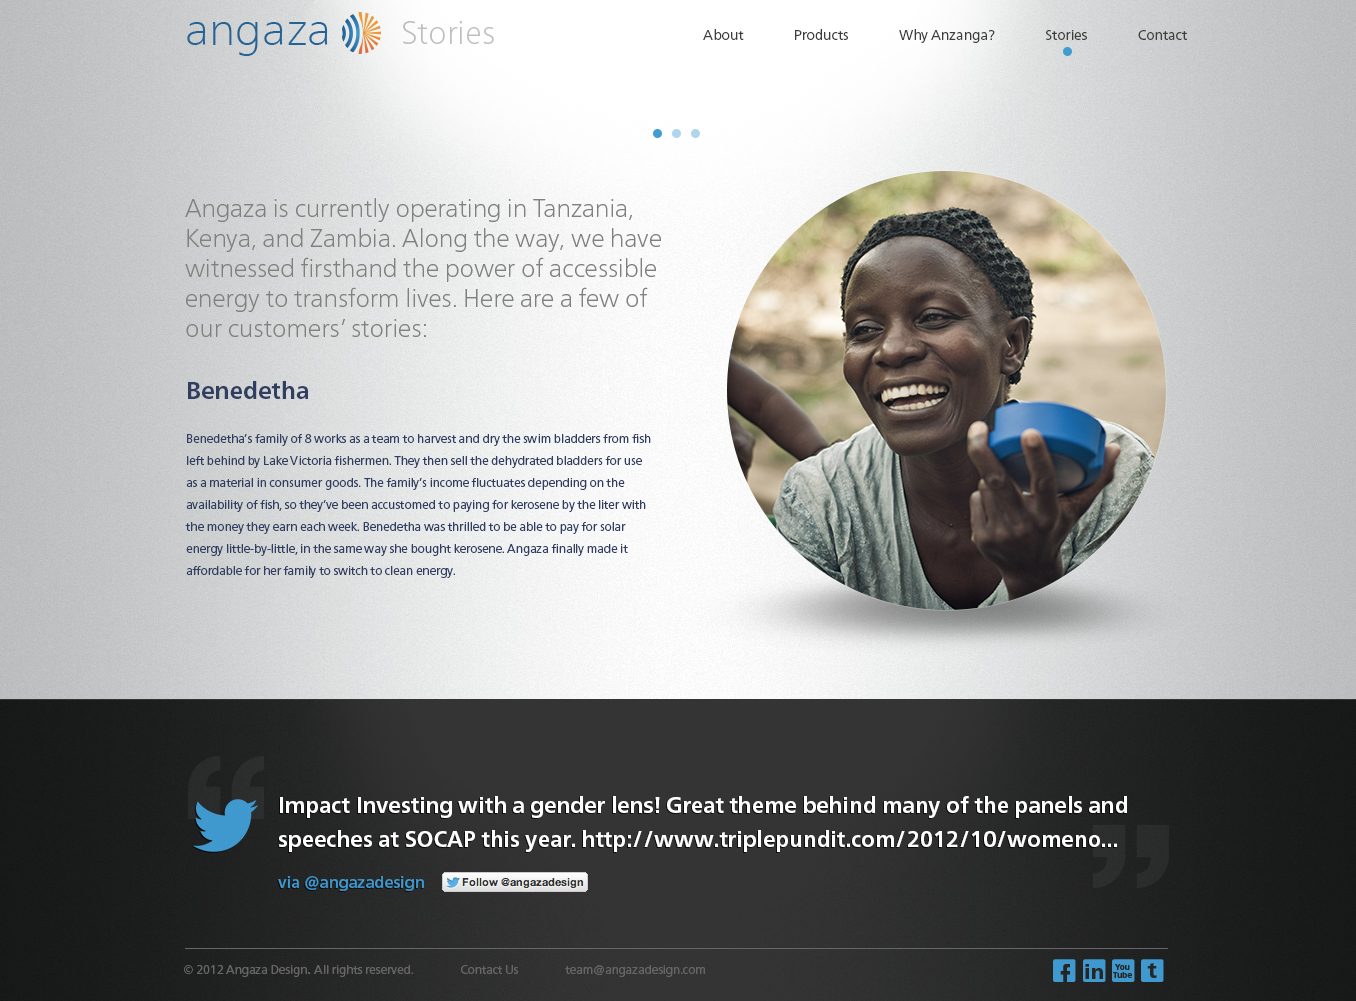 angaza Stories
About Products Why Anzanga? Stories Contact
Angaza is currently operating in Tanzania,
Kenya, and Zambia. Along the way, we have
witnessed firsthand the power of accessible
energy to transform lives. Here are a few of
our customers’ stories:
Benedetha
Benedetha’s family of 8 works as a team to harvest and dry the swim bladders from fish
left behind by Lake Victoria fishermen. They then sell the dehydrated bladders for use
as a material in consumer goods. The family’s income fluctuates depending on the
availability of fish, so they’ve been accustomed to paying for kerosene by the liter with
the money they earn each week. Benedetha was thrilled to be able to pay for solar
energy little-by-little, in the same way she bought kerosene. Angaza finally made it
affordable for her family to switch to clean energy.
“
Impact Investing with a gender lens! Great theme behind many of the panels and
speeches at SOCAP this year. http://www.triplepundit.com/2012/10/womeno...
”
via @angazadesign Follow @angazadesign
© 2012 Angaza Design. All rights reserved. Contact Us team@angazadesign.com
f in You Tube t